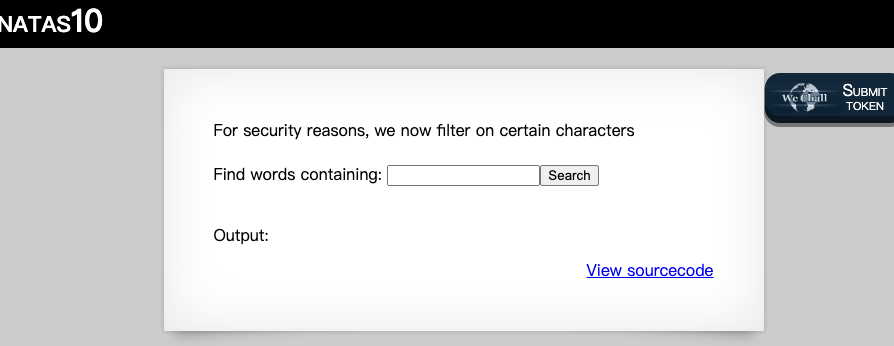 NATAS10
We Chall
SUBMIT
TOKEN
For security reasons, we now filter on certain characters
Find words containing: Search
Output:
View sourcecode